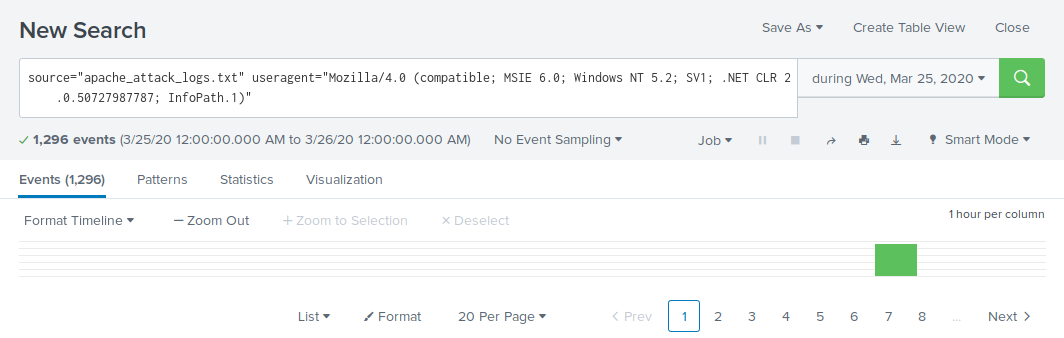 New Search
Save As
Create Table View
Close
source="apache_attack_logs.txt" useragent="Mozilla/4.0 (compatible; MSIE 6.0; Windows NT 5.2; SV1; .NET CLR 2
.0.50727987787; InfoPath.1)"
during Wed, Mar 25, 2020
1,296 events (3/25/20 12:00:00.000 AM to 3/26/20 12:00:00.000 AM)
No Event Sampling
Job
Smart Mode
Events (1,296)
Patterns
Statistics
Visualization
Format Timeline
— Zoom Out
+ Zoom to Selection
× Deselect
1 hour per column
List
Format
20 Per Page
< Prev
1
2
3
4
5
6
7
8
...
Next >